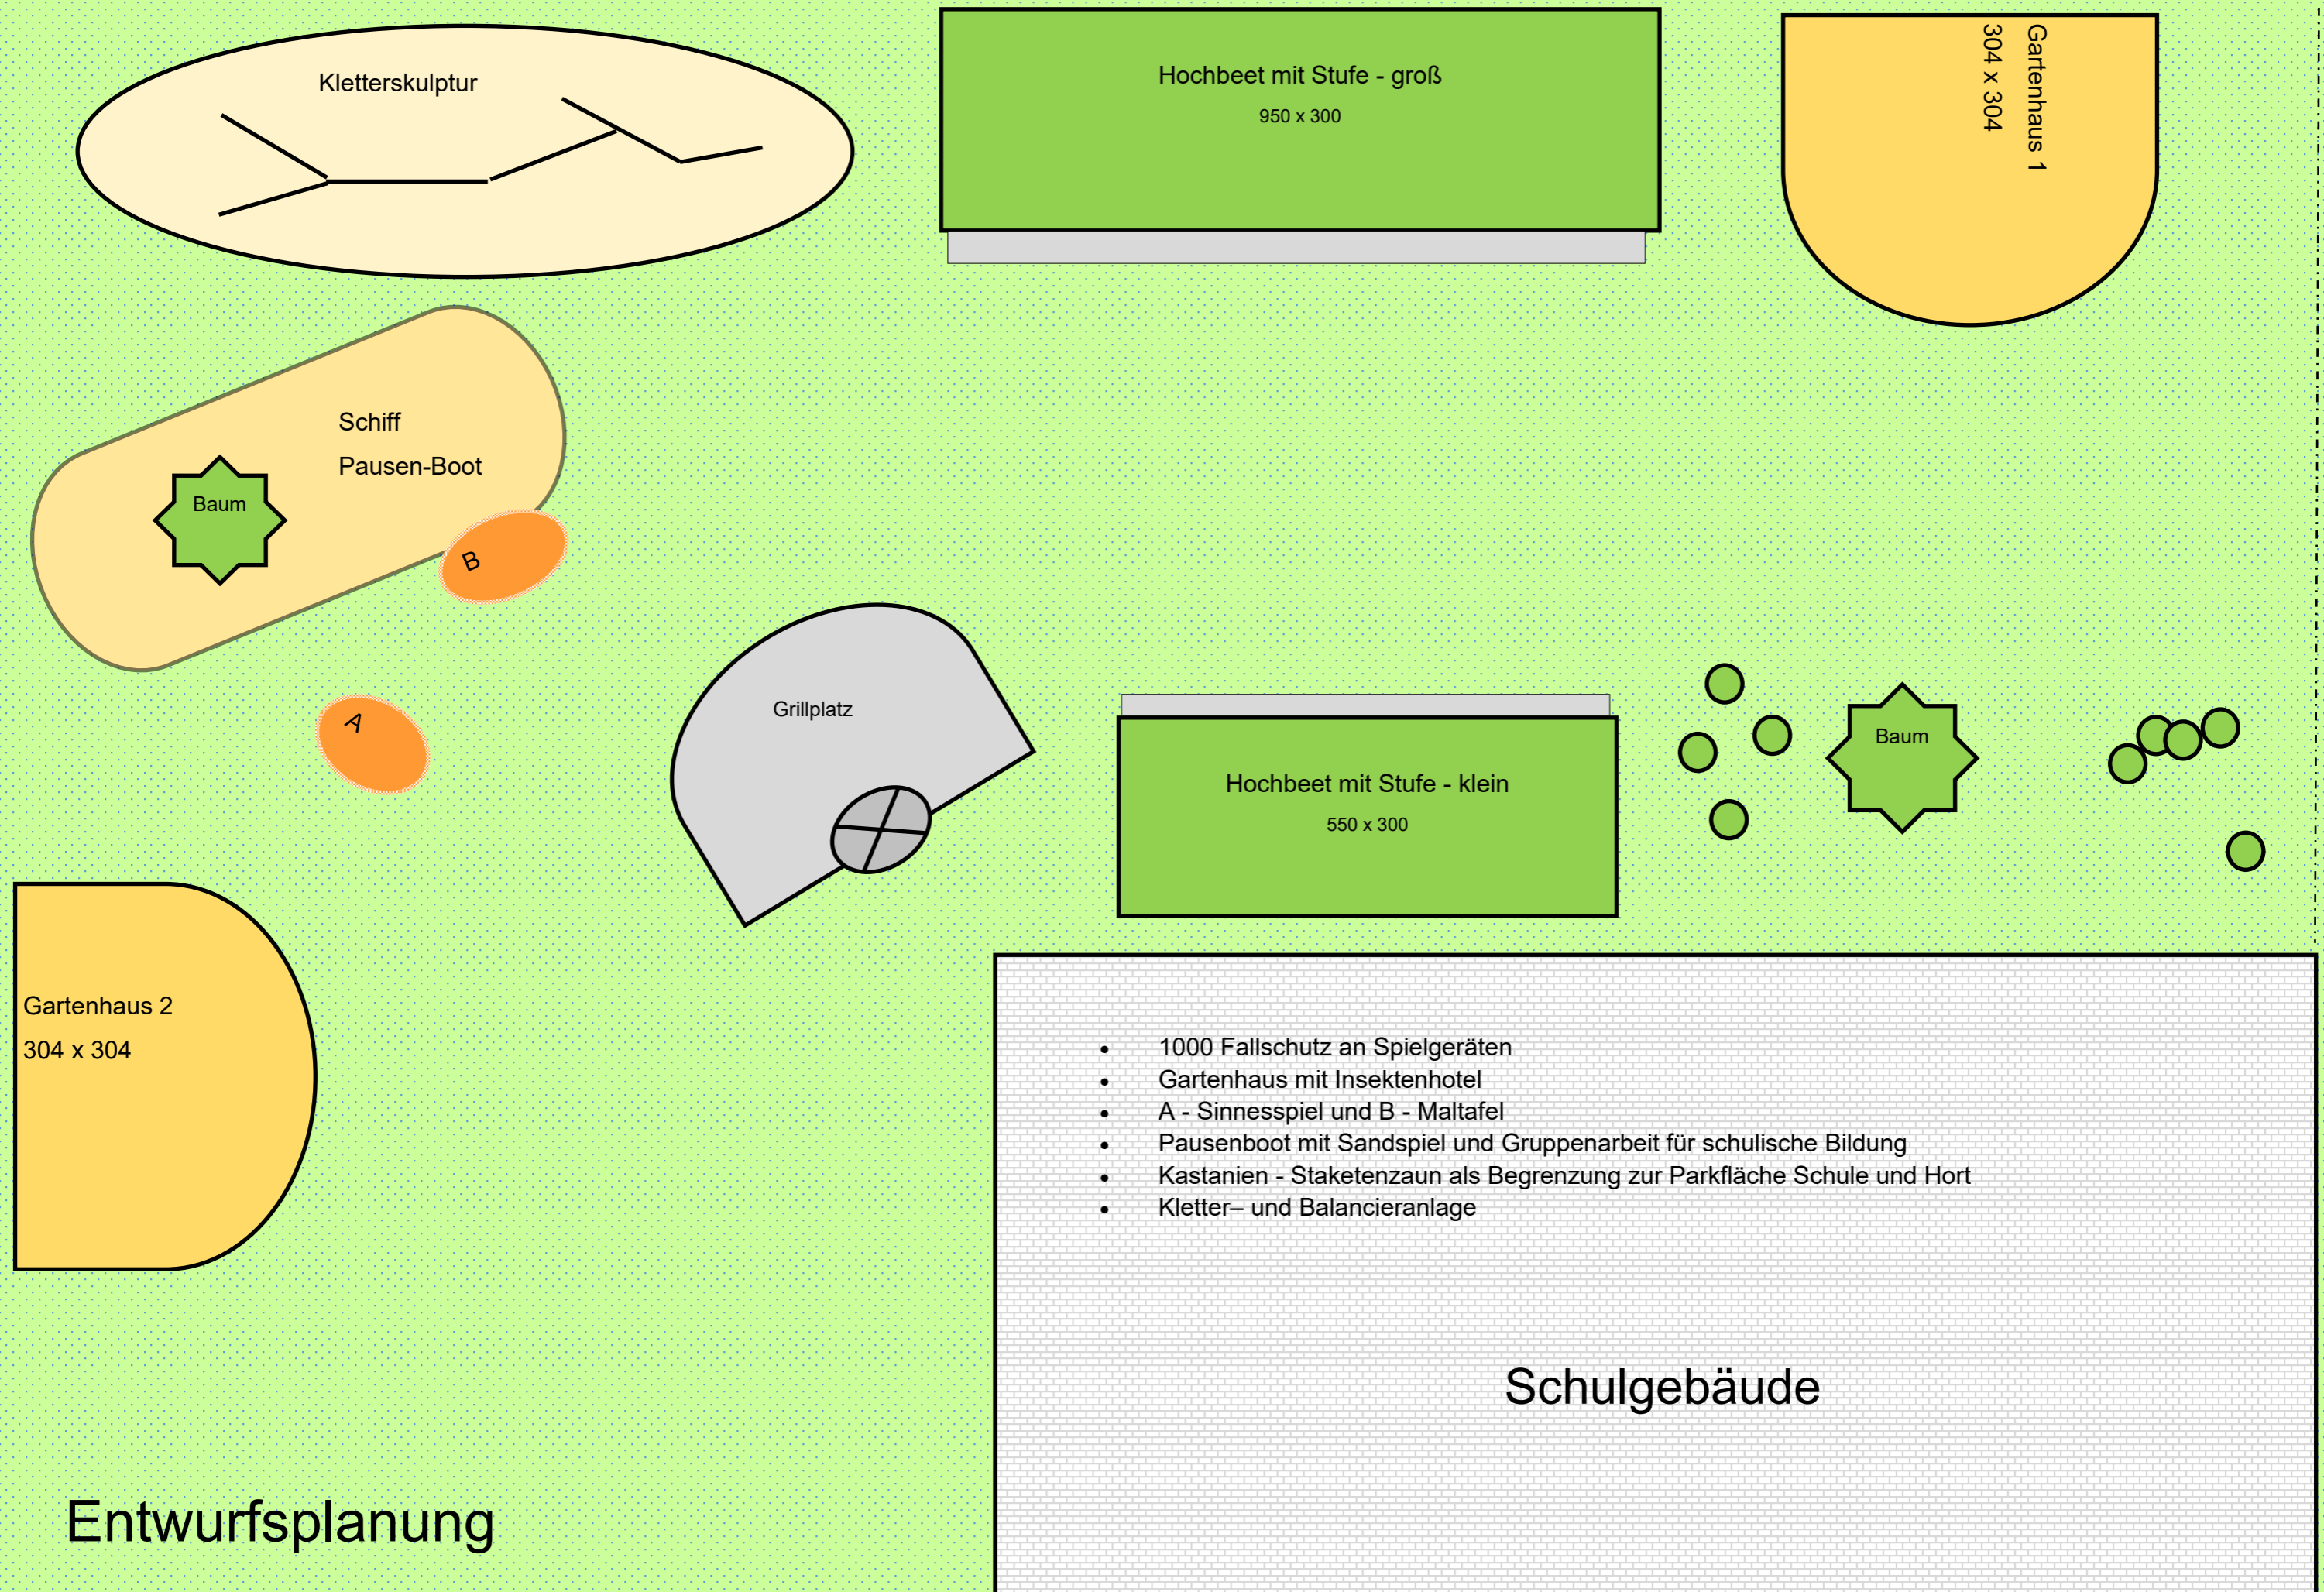 Kletterskulptur
Hochbeet mit Stufe - groß
950 x 300
Gartenhaus 1
304 x 304
Schiff
Pausen-Boot
Baum
B
A
Grillplatz
Hochbeet mit Stufe - klein
550 x 300
Baum
Gartenhaus 2
304 x 304
• 1000 Fallschutz an Spielgeräten
• Gartenhaus mit Insektenhotel
• A - Sinnesspiel und B - Maltafel
• Pausenboot mit Sandspiel und Gruppenarbeit für schulische Bildung
• Kastanien - Staketenzaun als Begrenzung zur Parkfläche Schule und Hort
• Kletter– und Balancieranlage
Schulgebäude
Entwurfsplanung